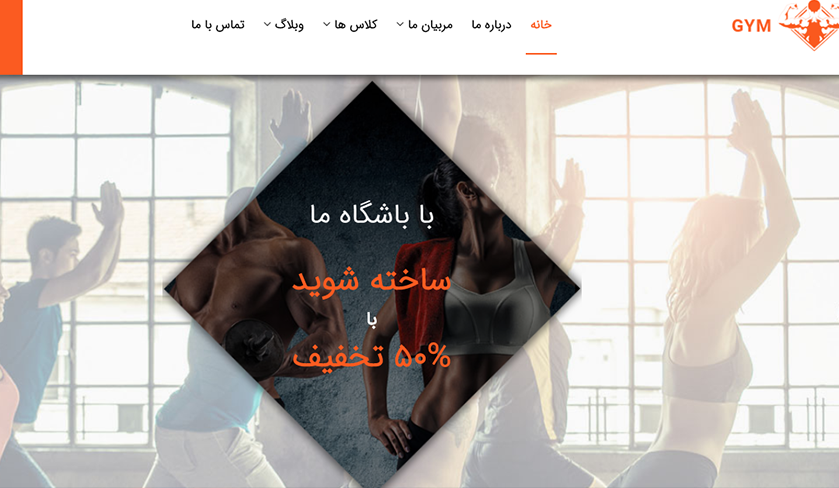 GYM
خانه درباره ما مربیان ما کلاس ها وبلاگ تماس با ما
با باشگاه ما
ساخته شوید
با
۵۰% تخفیف